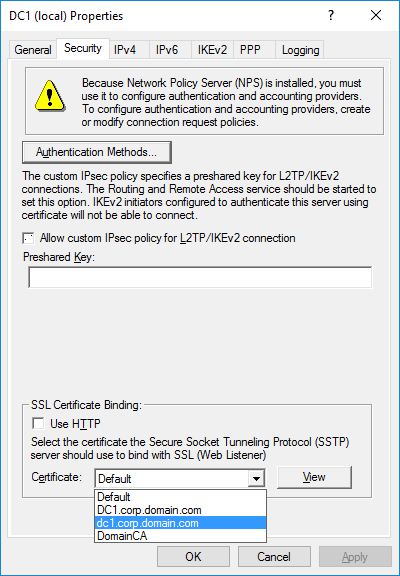 DC1 (local) Properties ? ×
General Security IPv4 IPv6 IKEv2 PPP Logging
Because Network Policy Server (NPS) is installed, you must
use it to configure authentication and accounting providers.
To configure authentication and accounting providers, create
or modify connection request policies.
Authentication Methods...
The custom IPsec policy specifies a preshared key for L2TP/IKEv2
connections. The Routing and Remote Access service should be started to
set this option. IKEv2 initiators configured to authenticate this server using
certificate will not be able to connect.
Allow custom IPsec policy for L2TP/IKEv2 connection
Preshared Key:
SSL Certificate Binding:
Use HTTP
Select the certificate the Secure Socket Tunneling Protocol (SSTP)
server should use to bind with SSL (Web Listener)
Certificate: Default View
Default
DC1.corp.domain.com
dc1.corp.domain.com
DomainCA
OK Cancel Apply